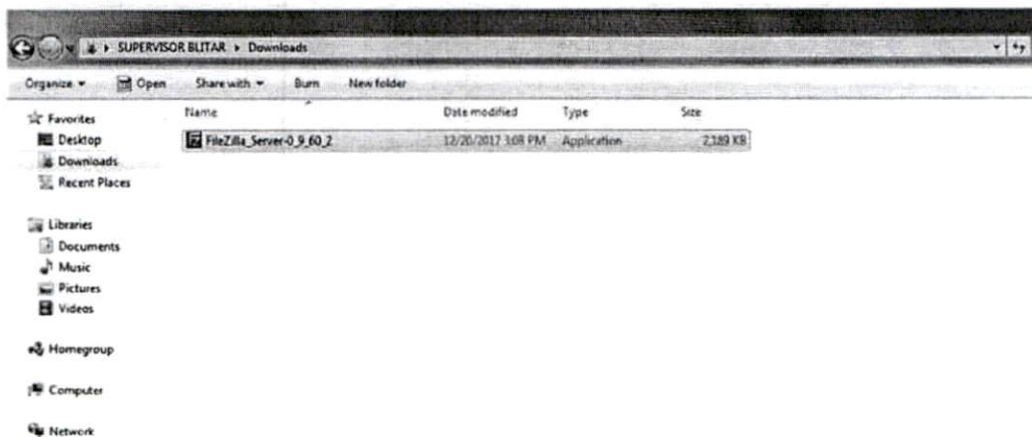 SUPERVISOR BLITAR Downloads
Organize Open Share with Burn New folder
Name Date modified Type Size
Favorites
FileZilla_Server-0_9_60_2 12/20/2017 3:08 PM Application 2,189 KB
Desktop
Downloads
Recent Places
Libraries
Documents
Music
Pictures
Videos
Homegroup
Computer
Network